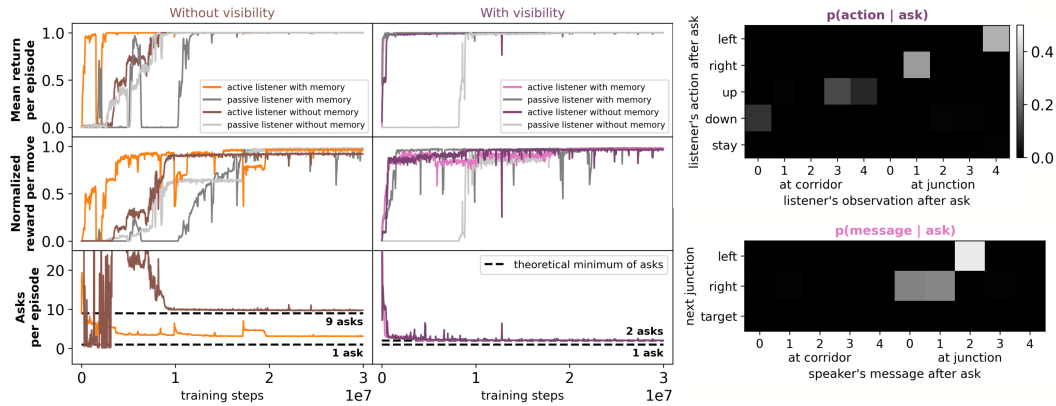 Without visibility
With visibility
Mean return
per episode
1.0
0.5
0.0
active listener with memory
passive listener with memory
active listener without memory
passive listener without memory
active listener with memory
passive listener with memory
active listener without memory
passive listener without memory
Normalized
reward per move
1.0
0.5
0.0
Asks
per episode
20
10
0
9 asks
1 ask
theoretical minimum of asks
2 asks
1 ask
0 1 2 3
training steps
1e7
0 1 2 3
training steps
1e7
p(action | ask)
listener's action after ask
left
right
up
down
stay
0 1 2 3 4 0 1 2 3 4
at corridor at junction
listener's observation after ask
0.4
0.2
0.0
p(message | ask)
next junction
left
right
target
0 1 2 3 4 0 1 2 3 4
at corridor at junction
speaker's message after ask